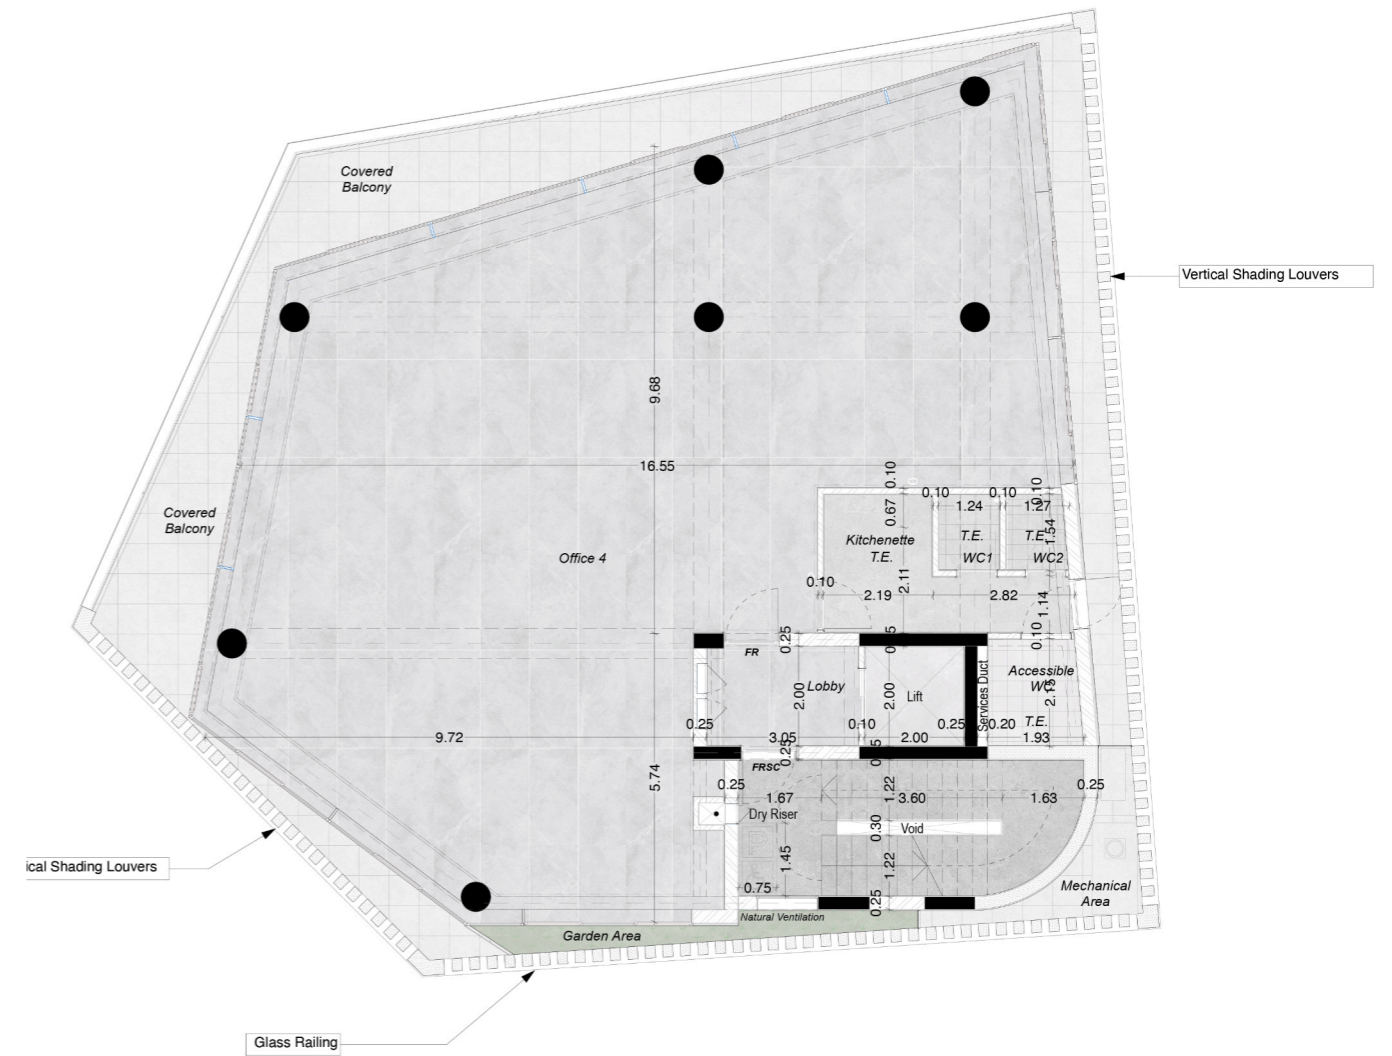 Covered
Balcony
Vertical Shading Louvers
9.68
16.55
0.10
0.10
0.10
0.10
0.67
1.24
1.27
Covered
Balcony
Office 4
Kitchenette
T.E.
T.E.
WC1
T.E.
WC2
1.54
0.10
2.11
2.19
2.82
1.14
0.10
0.25
FR
Lobby
2.00
2.00
Lift
Services Duct
Accessible
WC
2.15
T.E.
0.25
0.10
0.25
0.20
9.72
3.05
2.00
1.93
0.25
FRSC
5.74
0.25
1.67
1.22
3.60
1.63
0.25
Dry Riser
0.30
Void
1.45
1.22
0.75
0.25
Mechanical
Area
ical Shading Louvers
Natural Ventilation
Garden Area
Glass Railing